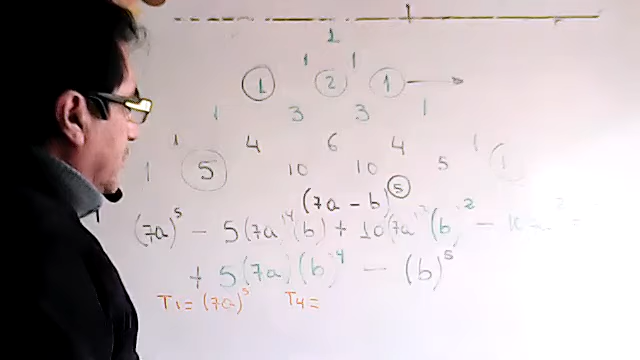 1
1 1
1 2 1
1 3 3 1
1 4 6 4 1
1 5 10 10 5 1
(7a - b)⁵
(7a)⁵ - 5(7a)⁴(b) + 10(7a)³(b)² - 10
+ 5(7a)(b)⁴ - (b)⁵
T₁ = (7a)⁵ T₄ =